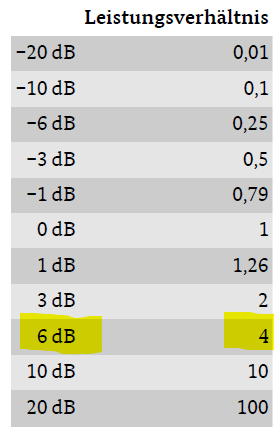 Leistungsverhältnis
−20 dB 0,01
−10 dB 0,1
−6 dB 0,25
−3 dB 0,5
−1 dB 0,79
0 dB 1
1 dB 1,26
3 dB 2
6 dB 4
10 dB 10
20 dB 100